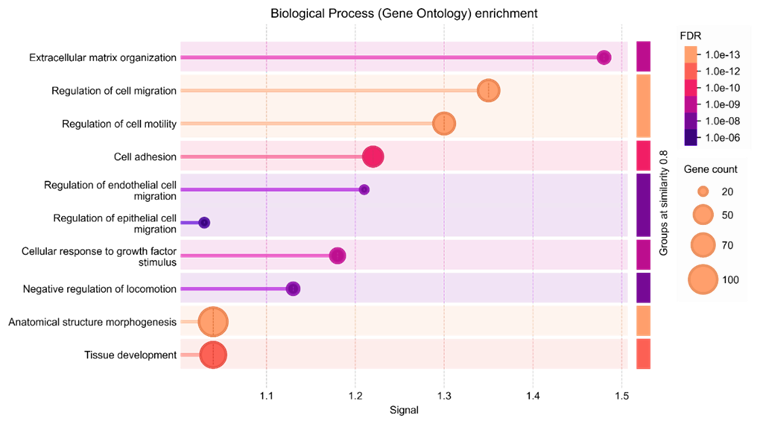 Biological Process (Gene Ontology) enrichment
Extracellular matrix organization
Regulation of cell migration
Regulation of cell motility
Cell adhesion
Regulation of endothelial cell
migration
Regulation of epithelial cell
migration
Cellular response to growth factor
stimulus
Negative regulation of locomotion
Anatomical structure morphogenesis
Tissue development
1.1 1.2 1.3 1.4 1.5
Signal
Groups at similarity 0.8
FDR
1.0e-13
1.0e-12
1.0e-10
1.0e-09
1.0e-08
1.0e-06
Gene count
20
50
70
100